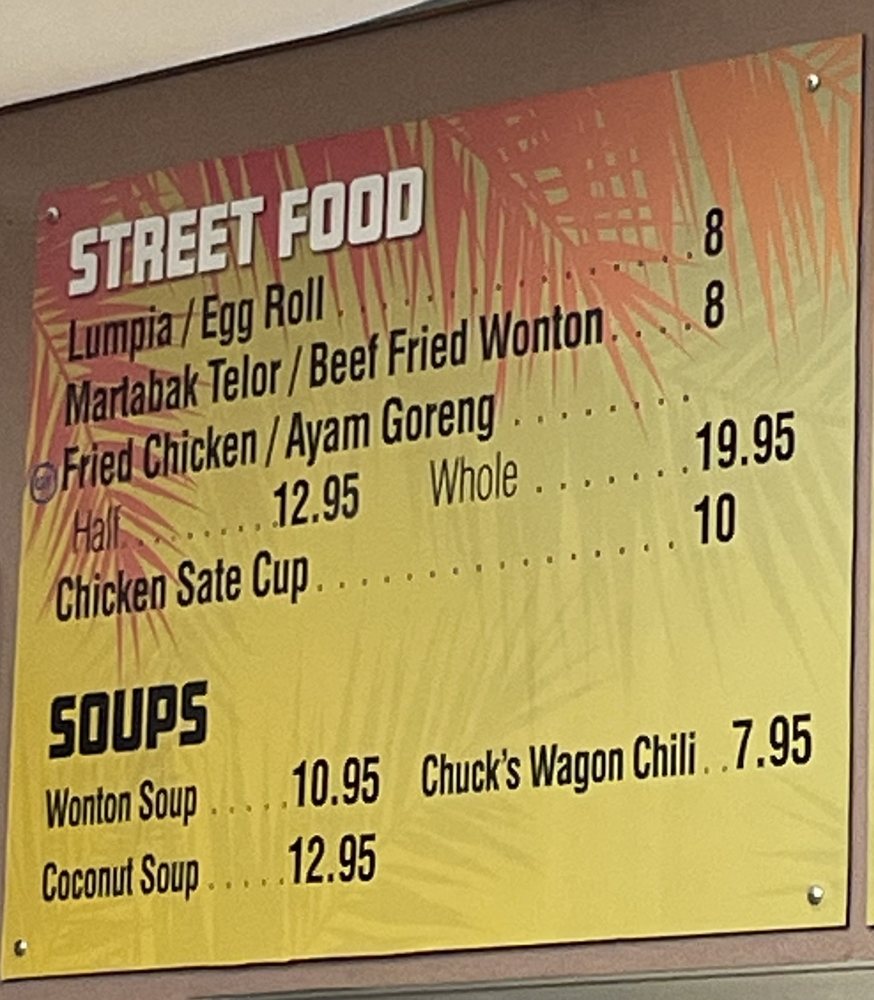 STREET FOOD
Lumpia / Egg Roll . . . . . . . . . . . . . . . 8
Martabak Telor / Beef Fried Wonton . . . . 8
Fried Chicken / Ayam Goreng . . . . . . . .
Half . . . . . . . . . 12.95 Whole . . . . . . . 19.95
Chicken Sate Cup . . . . . . . . . . . . . . . . 10
SOUPS
Wonton Soup . . . . . 10.95 Chuck's Wagon Chili . . 7.95
Coconut Soup . . . . . 12.95